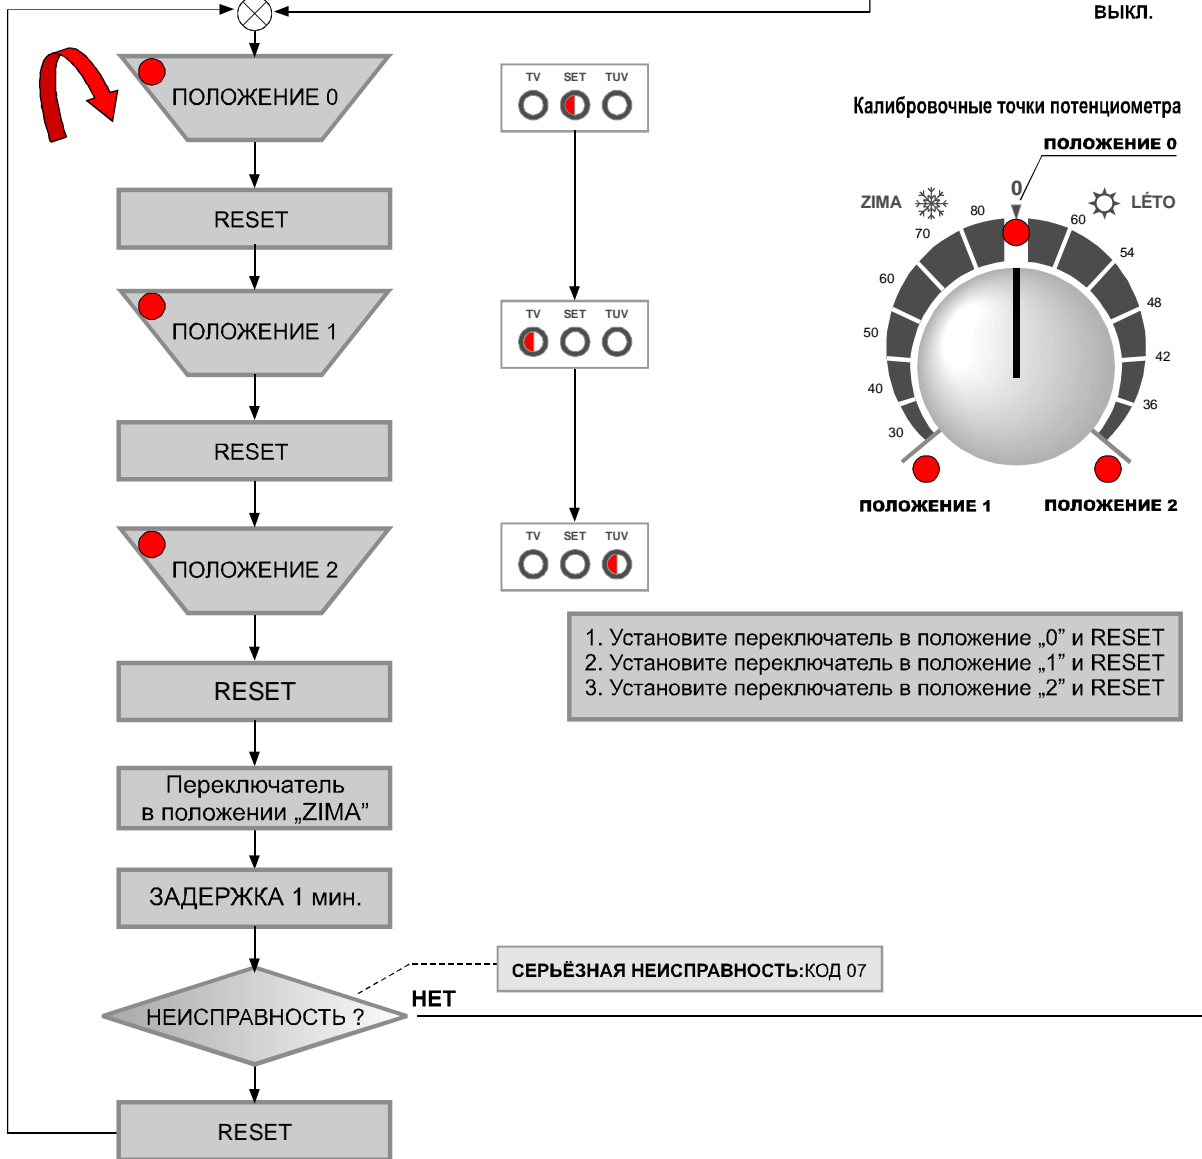 ВЫКЛ.
ПОЛОЖЕНИЕ 0
TV SET TUV
Калибровочные точки потенциометра
ПОЛОЖЕНИЕ 0
0
ZIMA
LÉTO
80
60
70
54
RESET
60
48
TV SET TUV
ПОЛОЖЕНИЕ 1
50
42
40
36
30
RESET
ПОЛОЖЕНИЕ 1
ПОЛОЖЕНИЕ 2
TV SET TUV
ПОЛОЖЕНИЕ 2
1. Установите переключатель в положение „0” и RESET
2. Установите переключатель в положение „1” и RESET
3. Установите переключатель в положение „2” и RESET
RESET
Переключатель
в положении „ZIMA”
ЗАДЕРЖКА 1 мин.
СЕРЬЁЗНАЯ НЕИСПРАВНОСТЬ:КОД 07
НЕТ
НЕИСПРАВНОСТЬ ?
RESET